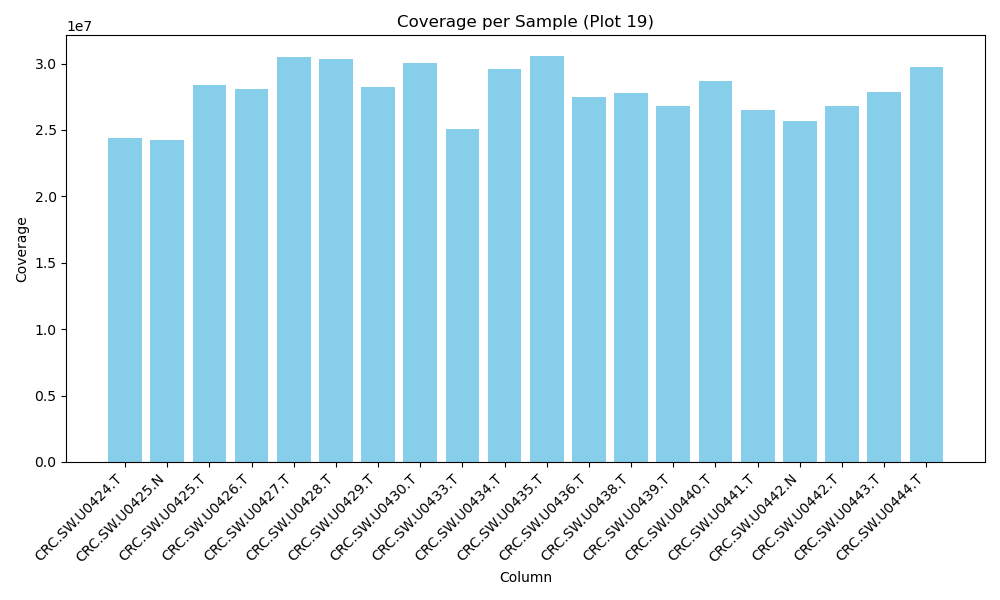 Coverage per Sample (Plot 19)
1e7
3.0
2.5
2.0
1.5
1.0
0.5
0.0
Coverage
CRC.SW.U0424.T
CRC.SW.U0425.N
CRC.SW.U0425.T
CRC.SW.U0426.T
CRC.SW.U0427.T
CRC.SW.U0428.T
CRC.SW.U0429.T
CRC.SW.U0430.T
CRC.SW.U0433.T
CRC.SW.U0434.T
CRC.SW.U0435.T
CRC.SW.U0436.T
CRC.SW.U0438.T
CRC.SW.U0439.T
CRC.SW.U0440.T
CRC.SW.U0441.T
CRC.SW.U0442.N
CRC.SW.U0442.T
CRC.SW.U0443.T
CRC.SW.U0444.T
Column